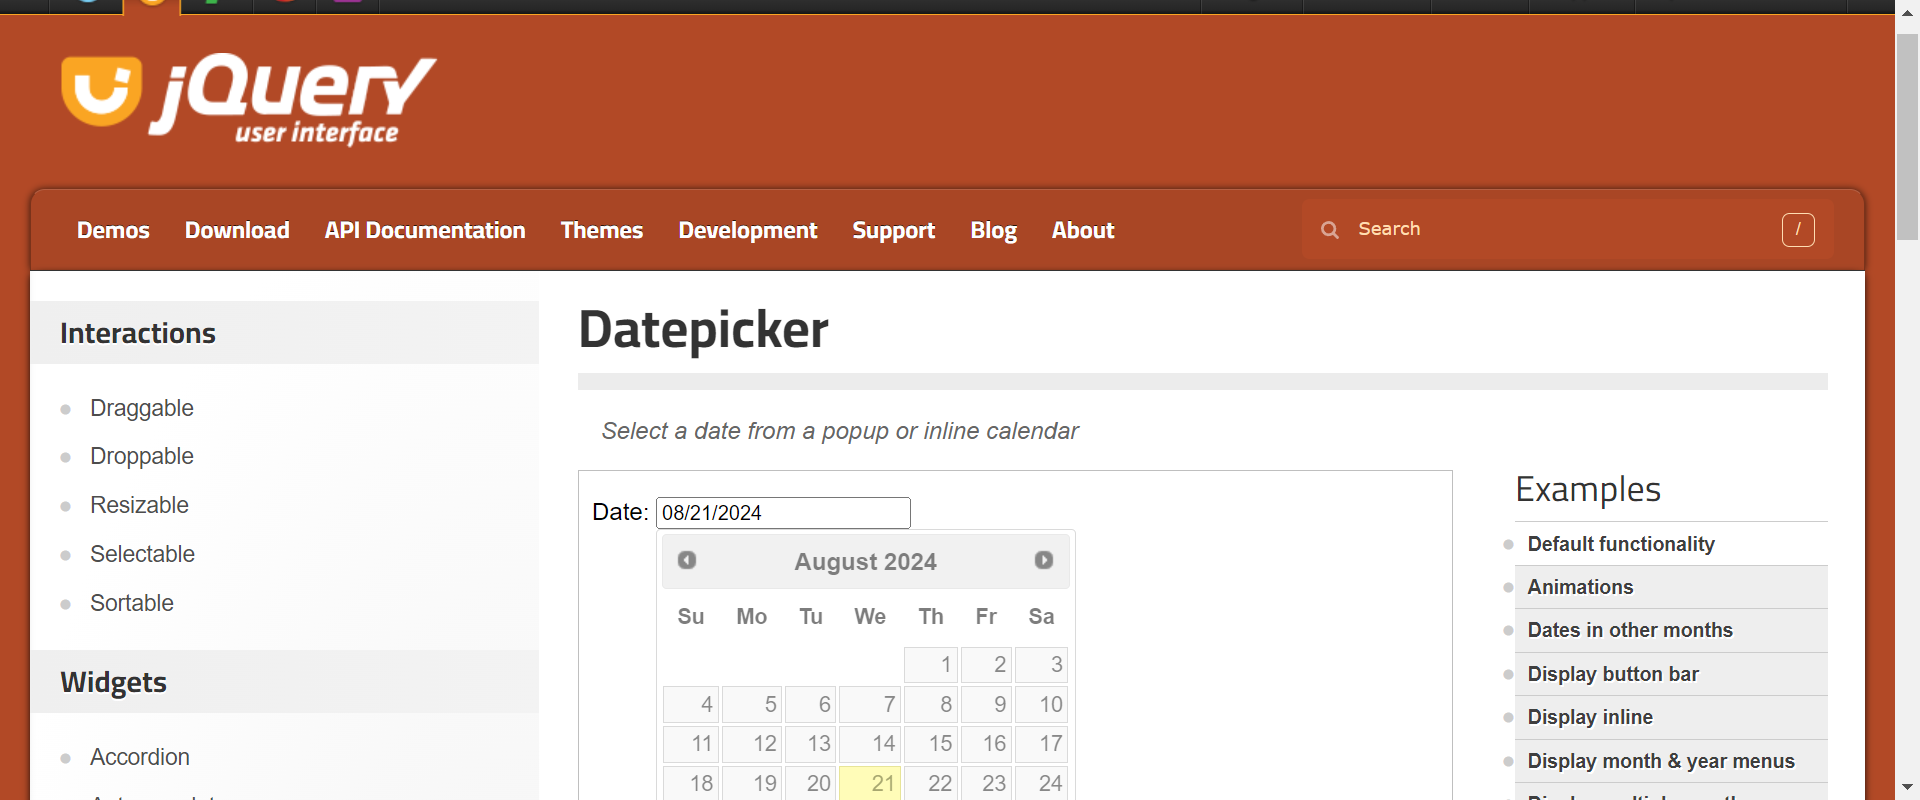 jQuery
user interface
Demos Download API Documentation Themes Development Support Blog About Search /
Interactions
Draggable
Droppable
Resizable
Selectable
Sortable
Widgets
Accordion
Datepicker
Select a date from a popup or inline calendar
Date: 08/21/2024
August 2024
Su Mo Tu We Th Fr Sa
1 2 3
4 5 6 7 8 9 10
11 12 13 14 15 16 17
18 19 20 21 22 23 24
Examples
Default functionality
Animations
Dates in other months
Display button bar
Display inline
Display month & year menus